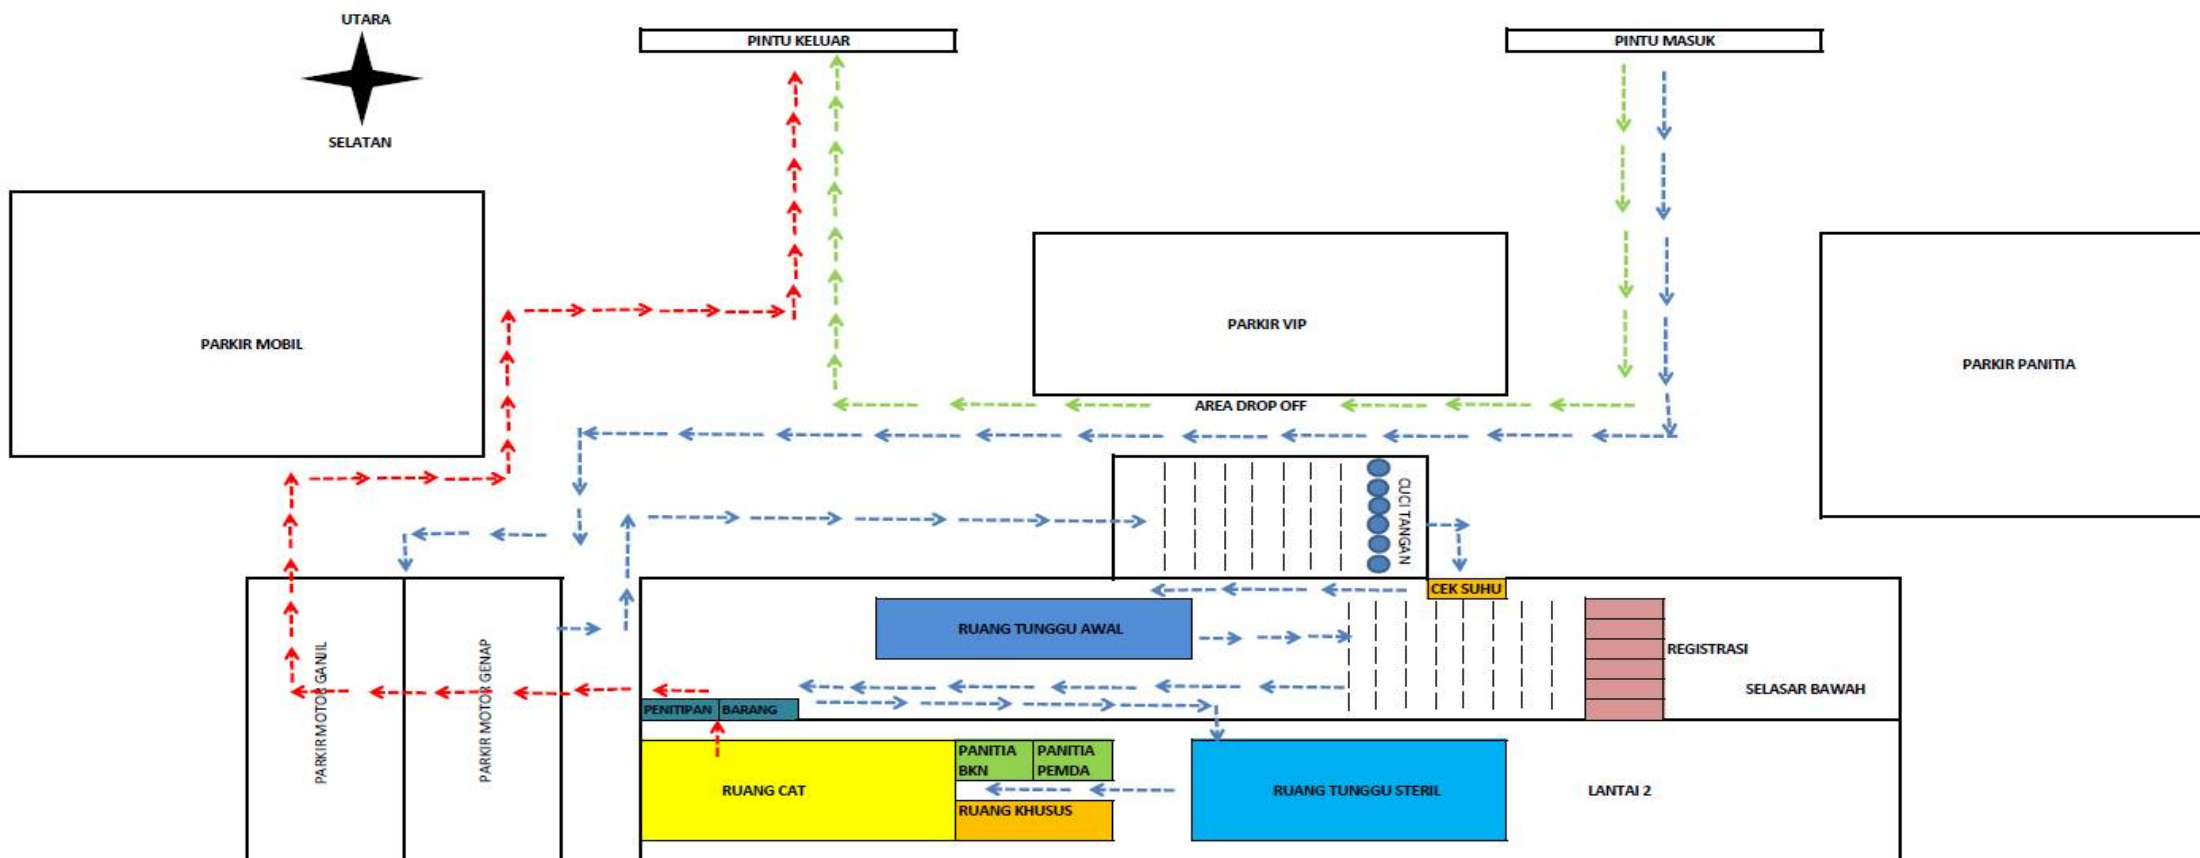 UTARA
SELATAN
PINTU KELUAR
PINTU MASUK
PARKIR MOBIL
PARKIR VIP
PARKIR PANITIA
AREA DROP OFF
CUCI TANGAN
CEK SUHU
RUANG TUNGGU AWAL
REGISTRASI
SELASAR BAWAH
PARKIR MOTOR GANJIL
PARKIR MOTOR GENAP
PENITIPAN BARANG
RUANG CAT
PANITIA
BKN
PANITIA
PEMDA
RUANG KHUSUS
RUANG TUNGGU STERIL
LANTAI 2